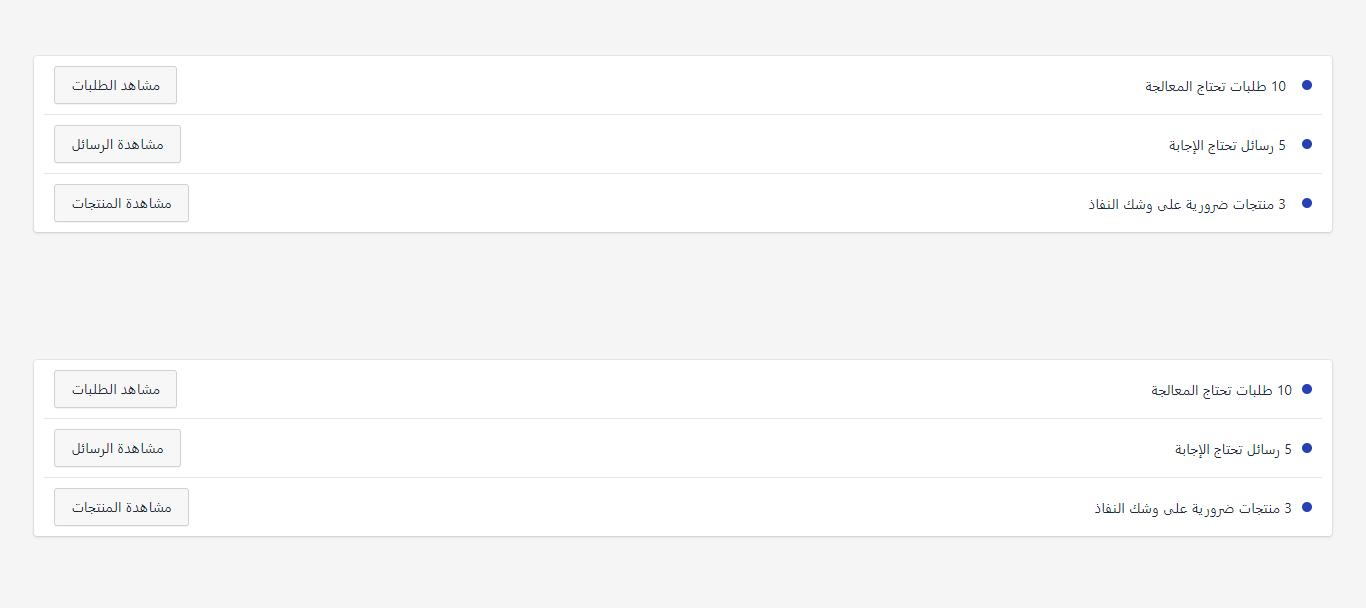 10 طلبات تحتاج المعالجة
مشاهد الطلبات
5 رسائل تحتاج الإجابة
مشاهدة الرسائل
3 منتجات ضرورية على وشك النفاذ
مشاهدة المنتجات
10 طلبات تحتاج المعالجة
مشاهد الطلبات
5 رسائل تحتاج الإجابة
مشاهدة الرسائل
3 منتجات ضرورية على وشك النفاذ
مشاهدة المنتجات